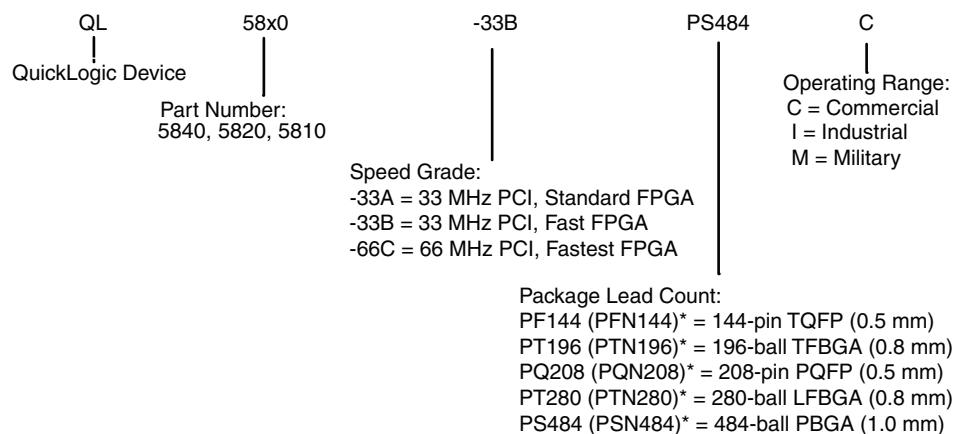 QL 58x0 -33B PS484 C
QuickLogic Device
Part Number:
5840, 5820, 5810
Operating Range:
C = Commercial
I = Industrial
M = Military
Speed Grade:
-33A = 33 MHz PCI, Standard FPGA
-33B = 33 MHz PCI, Fast FPGA
-66C = 66 MHz PCI, Fastest FPGA
Package Lead Count:
PF144 (PFN144)* = 144-pin TQFP (0.5 mm)
PT196 (PTN196)* = 196-ball TFBGA (0.8 mm)
PQ208 (PQN208)* = 208-pin PQFP (0.5 mm)
PT280 (PTN280)* = 280-ball LFBGA (0.8 mm)
PS484 (PSN484)* = 484-ball PBGA (1.0 mm)